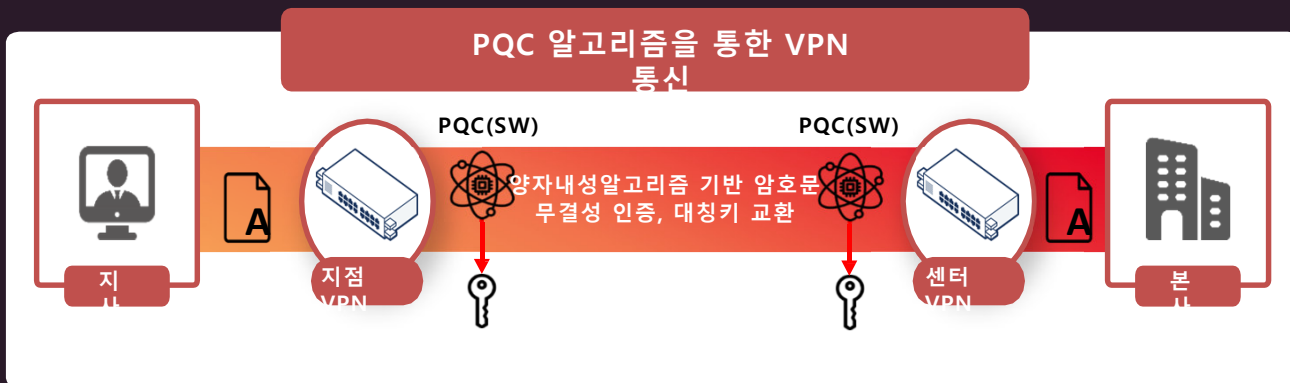 PQC 알고리즘을 통한 VPN
통신
PQC(SW)
PQC(SW)
양자내성알고리즘 기반 암호문
무결성 인증, 대칭키 교환
A
A
지
사
지점
VPN
센터
VPN
본
사